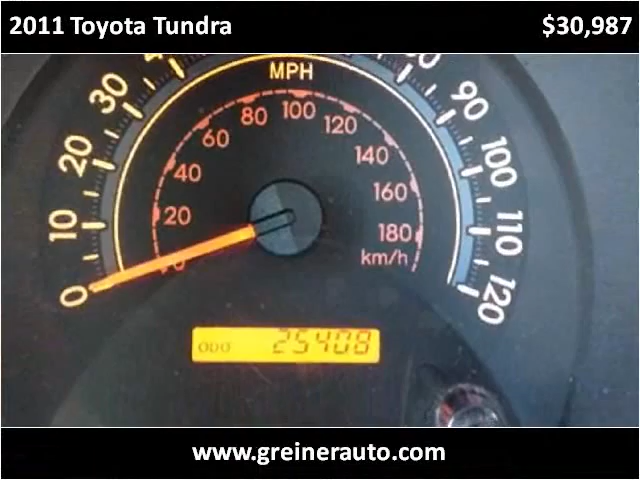 2011 Toyota Tundra $30,987
MPH
0 10 20 30 90 100 110 120
0 20 40 60 80 100 120 140 160 180
km/h
ODO 25408
www.greinerauto.com